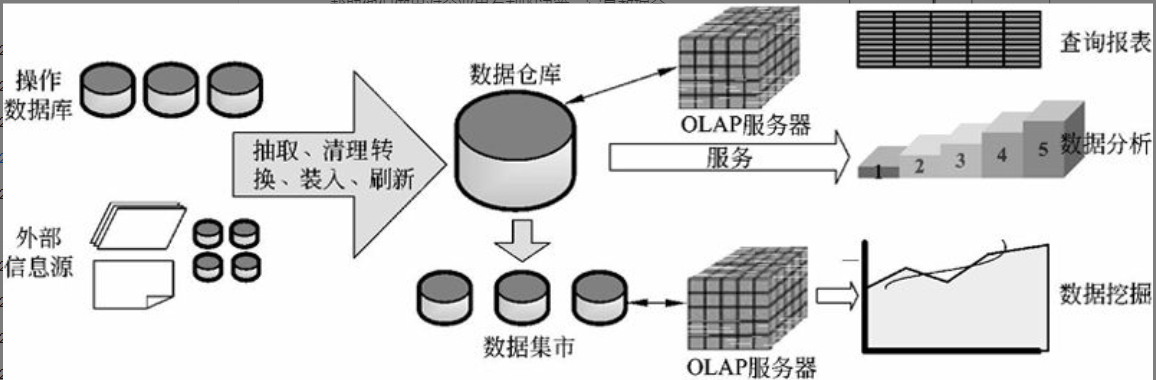 操作
数据库
外部
信息源
抽取、清理转
换、装入、刷新
数据仓库
数据集市
OLAP服务器
服务
OLAP服务器
查询报表
1 2 3 4 5
数据分析
数据挖掘